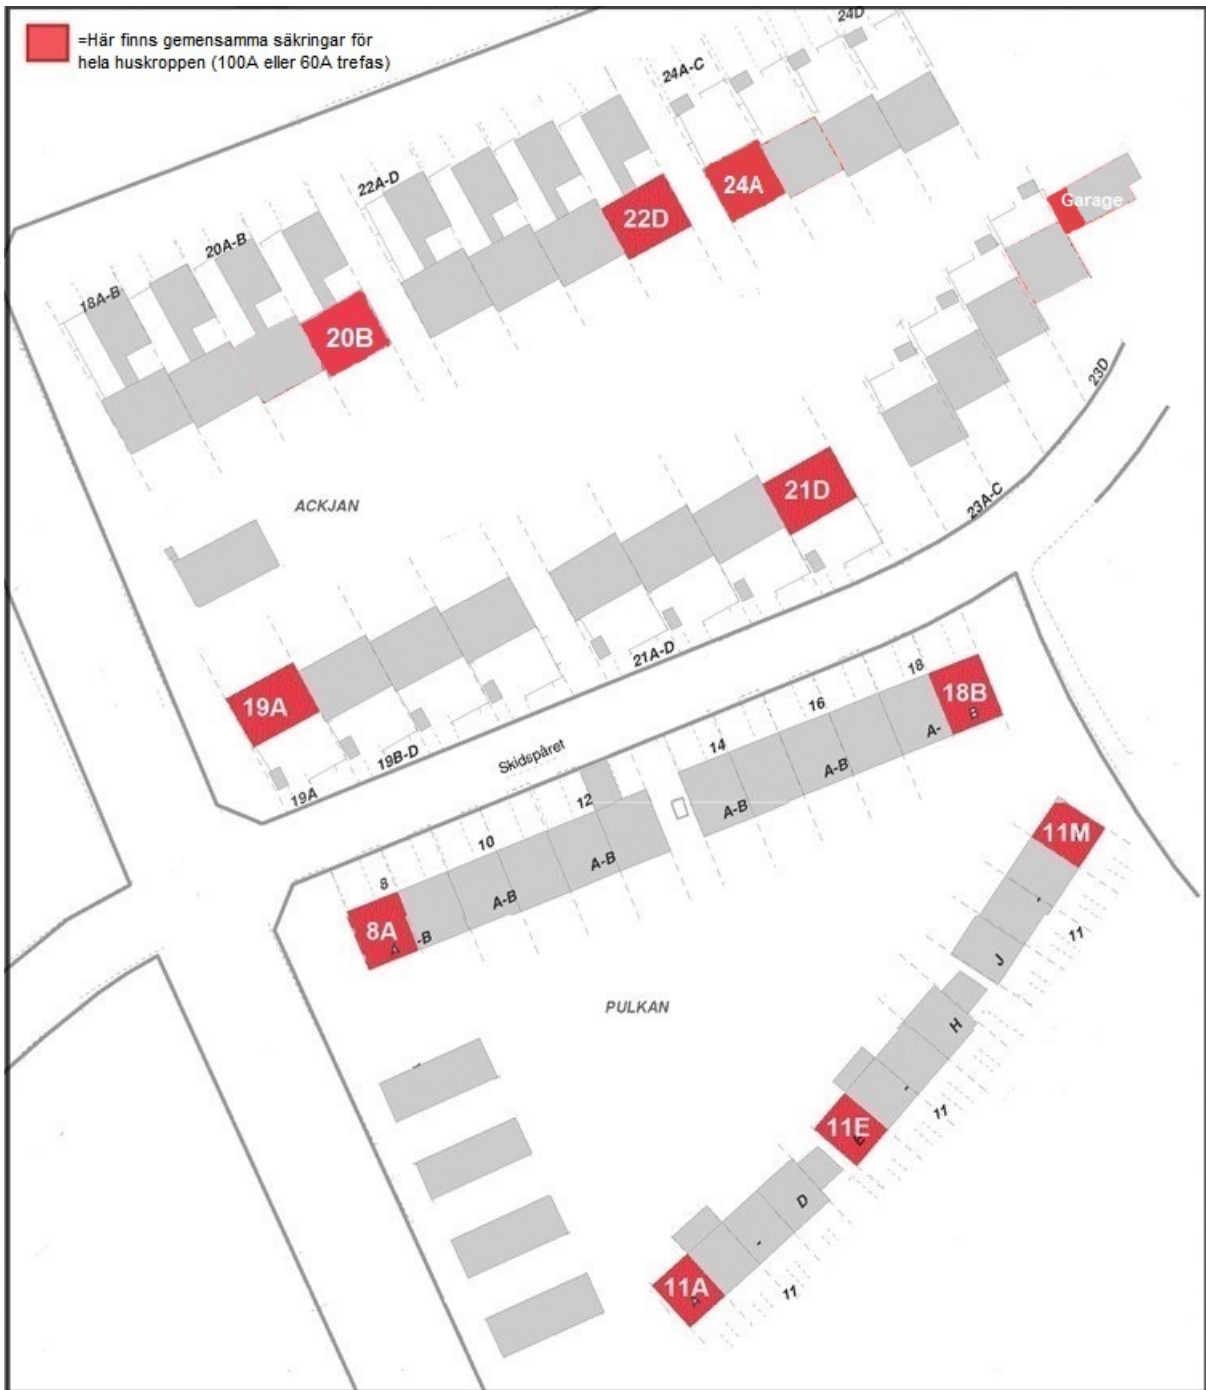 =Här finns gemensamma säkringar för
hela huskroppen (100A eller 60A trefas)
24D
24A-C
22A-D
24A
Garage
22D
20A-B
18A-B
20B
23D
21D
23A-C
ACKJAN
21A-D
19A
19B-D
19A
Skidspåret
18
18B
B
A-
16
A-B
14
A-B
12
A-B
10
A-B
8
8A
A -B
11M
-
11
J
PULKAN
H
-
11
11E
E
D
-
11
11A
A